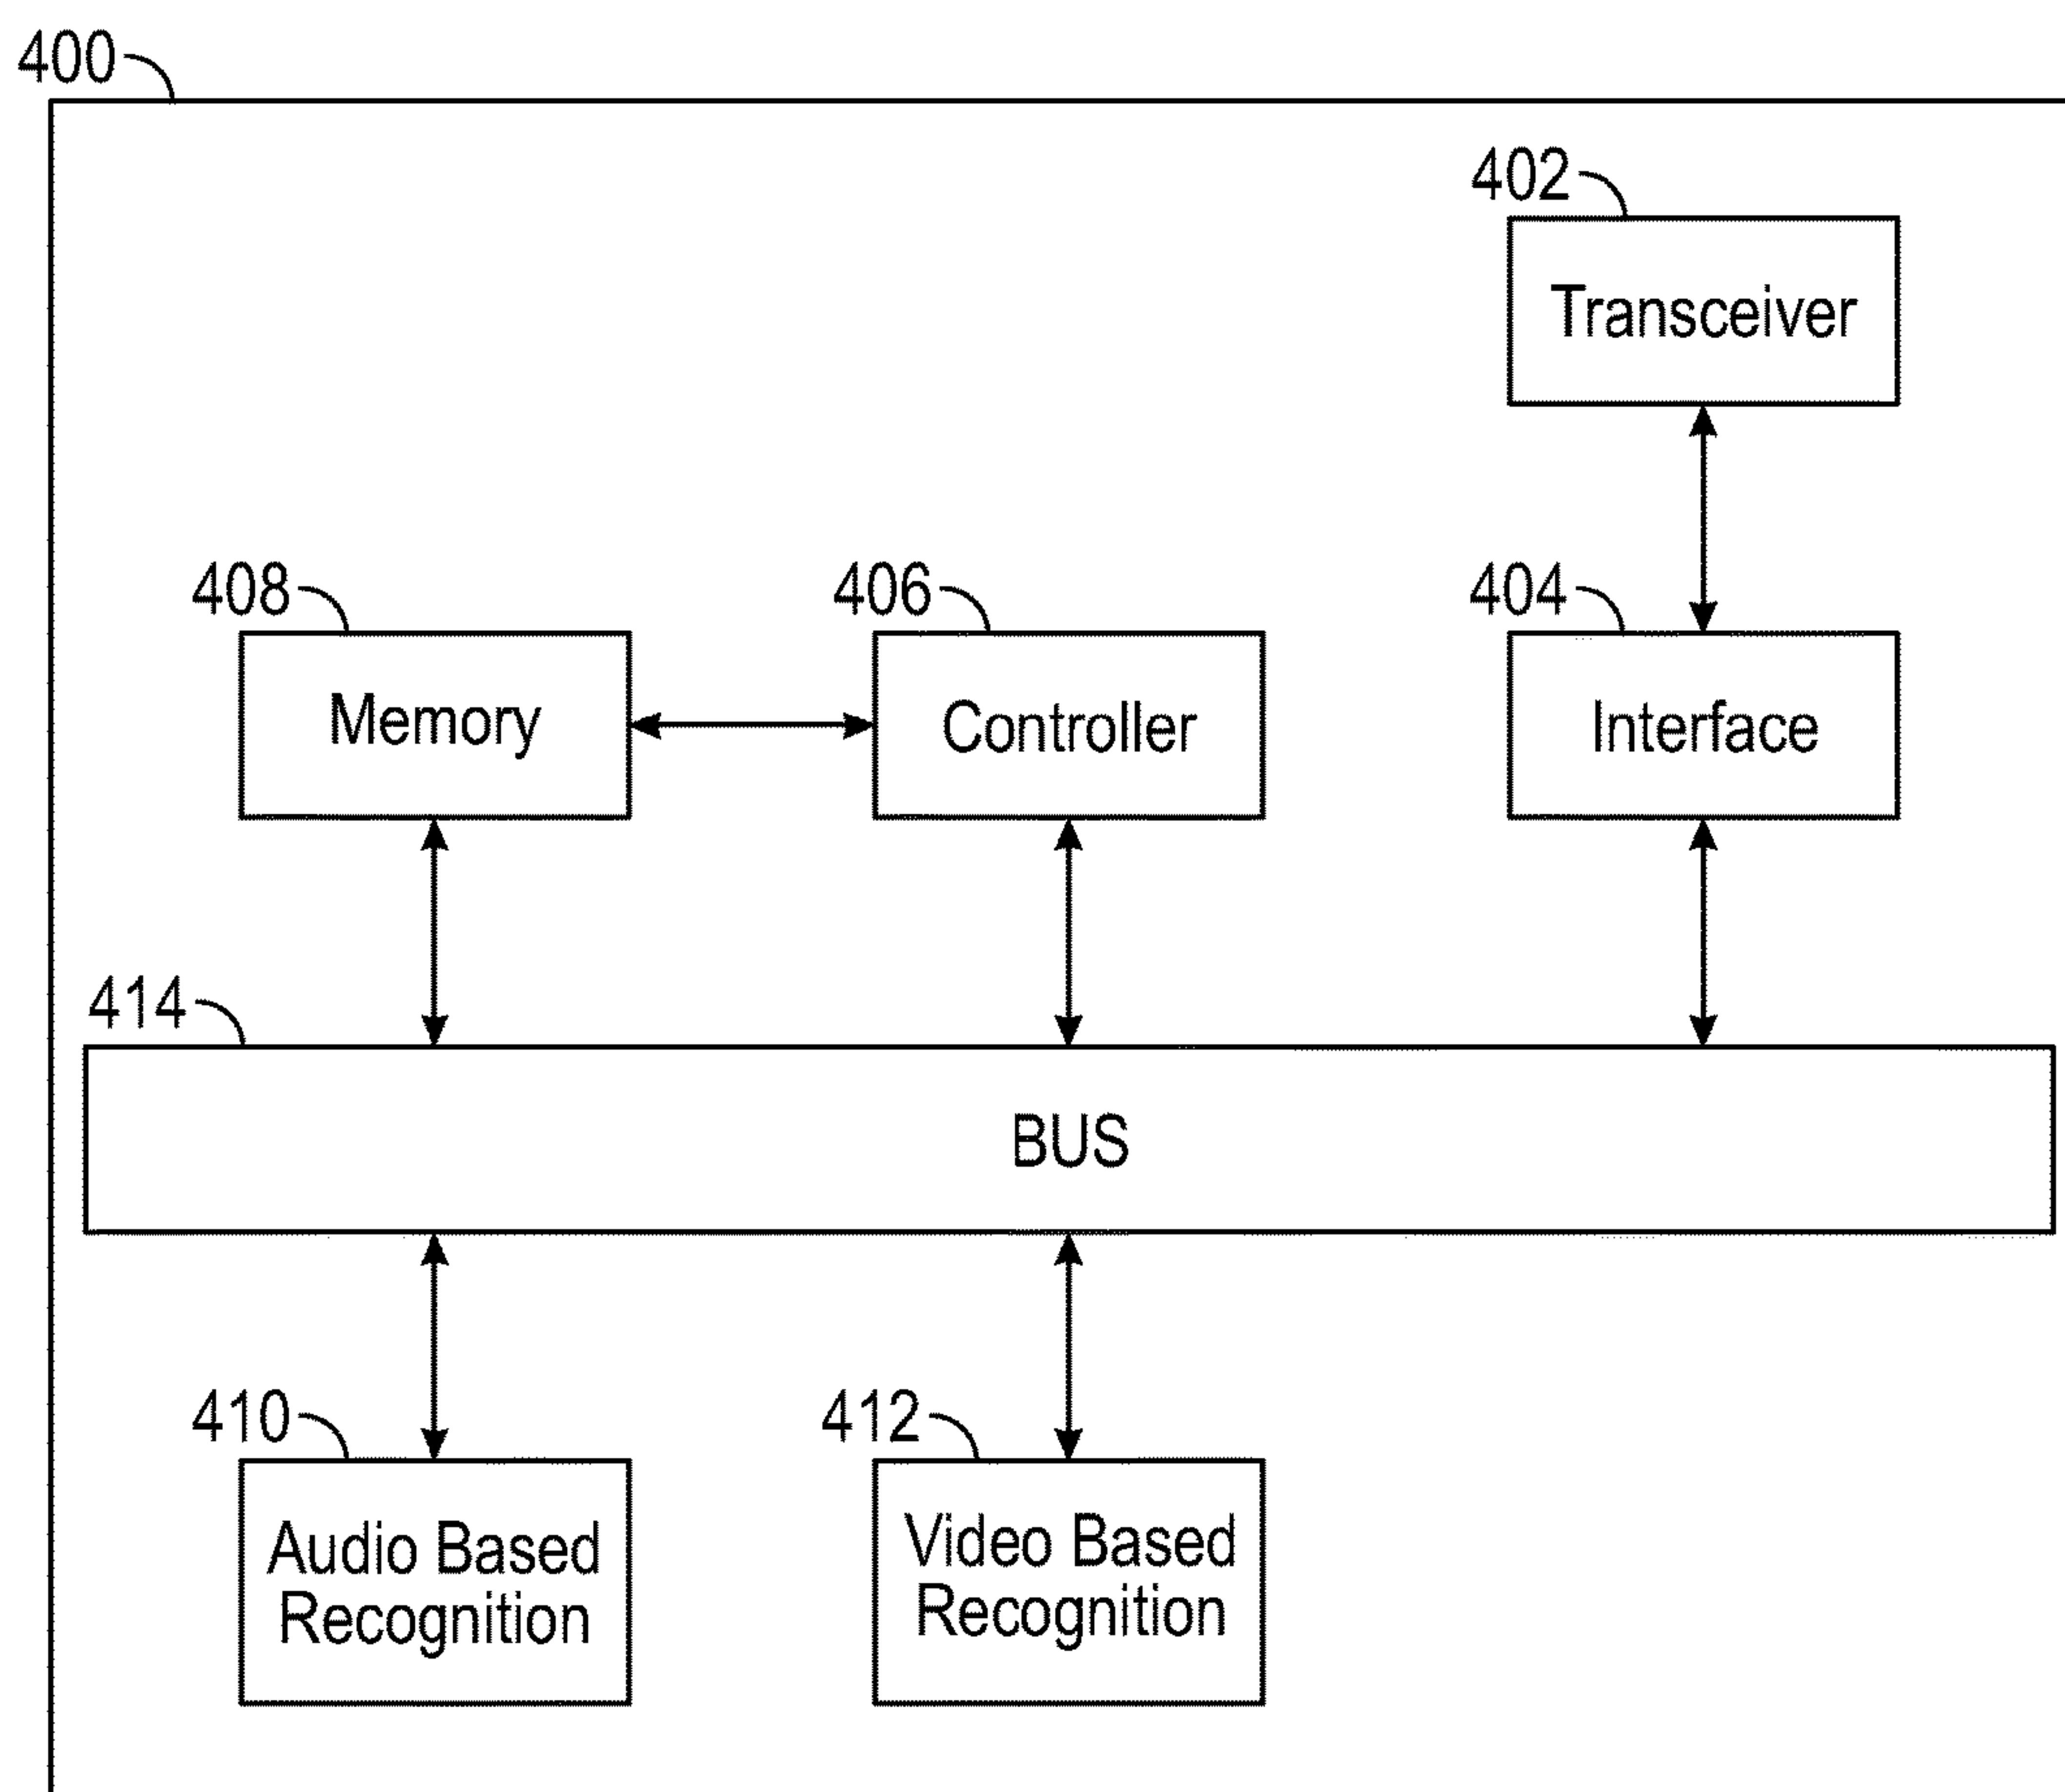 400
402
Transceiver
408
406
404
Memory
Controller
Interface
414
BUS
410
412
Audio Based
Recognition
Video Based
Recognition